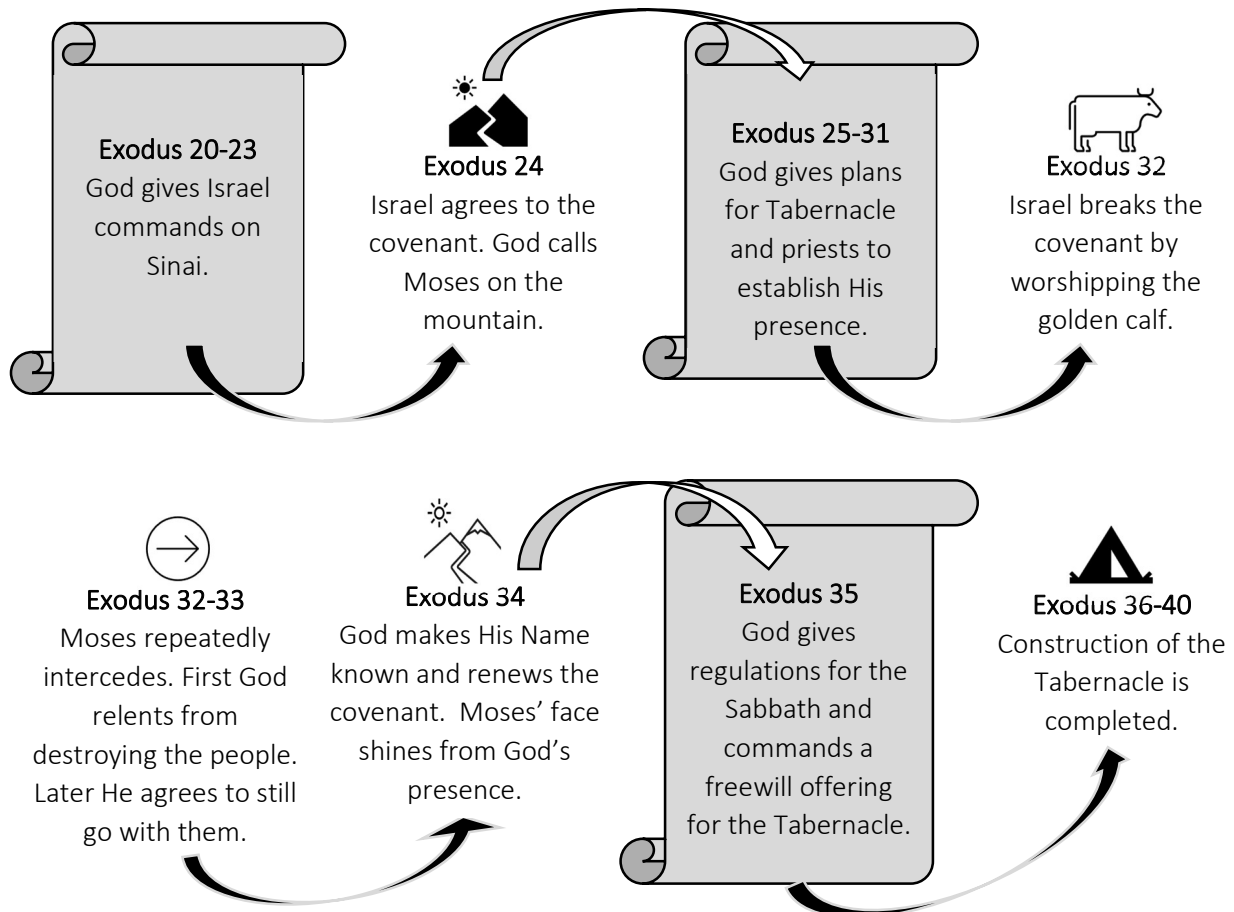 Exodus 20-23
God gives Israel
commands on
Sinai.
Exodus 24
Israel agrees to the
covenant. God calls
Moses on the
mountain.
Exodus 25-31
God gives plans
for Tabernacle
and priests to
establish His
presence.
Exodus 32
Israel breaks the
covenant by
worshipping the
golden calf.
Exodus 32-33
Moses repeatedly
intercedes. First God
relents from
destroying the people.
Later He agrees to still
go with them.
Exodus 34
God makes His Name
known and renews the
covenant.  Moses’ face
shines from God’s
presence.
Exodus 35
God gives
regulations for the
Sabbath and
commands a
freewill offering
for the Tabernacle.
Exodus 36-40
Construction of the
Tabernacle is
completed.